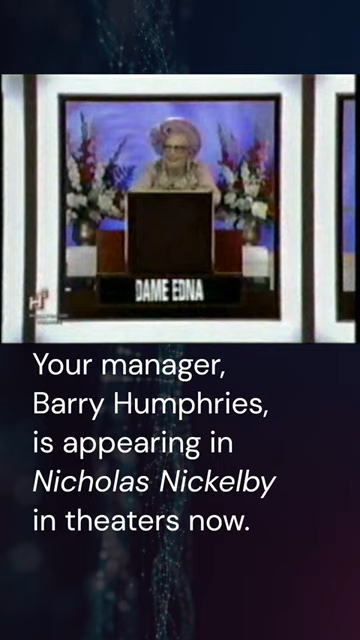 DAME EDNA
Your manager,
Barry Humphries,
is appearing in
Nicholas Nickelby
in theaters now.